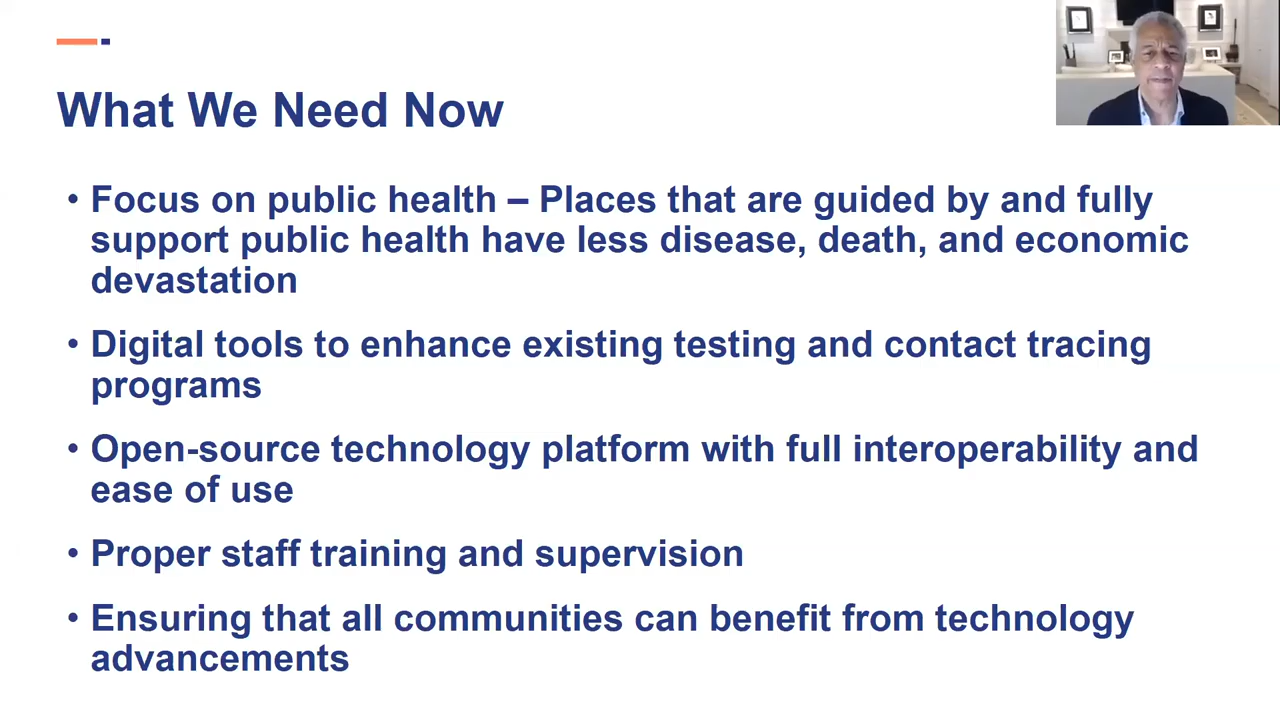 What We Need Now
• Focus on public health – Places that are guided by and fully
support public health have less disease, death, and economic
devastation
• Digital tools to enhance existing testing and contact tracing
programs
• Open-source technology platform with full interoperability and
ease of use
• Proper staff training and supervision
• Ensuring that all communities can benefit from technology
advancements